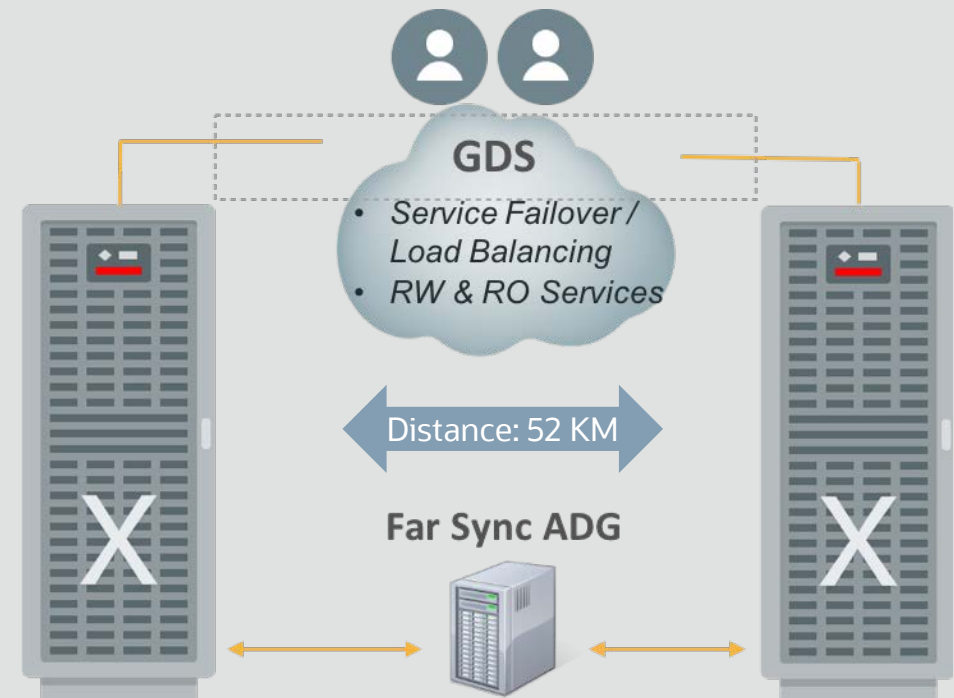 GDS
• Service Failover /
Load Balancing
• RW & RO Services
Distance: 52 KM
Far Sync ADG
X
X